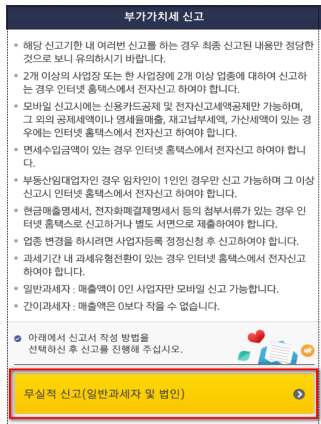 부가가치세 신고
해당 신고기한 내 여러번 신고를 하는 경우 최종 신고된 내용만 정당한
것으로 보니 유의하시기 바랍니다.
2개 이상의 사업장 또는 한 사업장에 2개 이상 업종에 대하여 신고하
는 경우 인터넷 홈택스에서 전자신고 하여야 합니다.
모바일 신고시에는 신용카드공제 및 전자신고세액공제만 가능하며,
그 외의 공제세액이나 영세율매출, 재고납부세액, 가산세액이 있는 경
우에는 인터넷 홈택스에서 전자신고 하여야 합니다.
면세수입금액이 있는 경우 인터넷 홈택스에서 전자신고 하여야 합니
다.
부동산임대업자인 경우 임차인이 1인인 경우만 신고 가능하며 그 이상
신고시 인터넷 홈택스에서 전자신고 하여야 합니다.
현금매출명세서, 전자화폐결제명세서 등의 첨부서류가 있는 경우 인
터넷 홈택스로 신고하거나 별도 서면으로 제출하여야 합니다.
업종 변경을 하시려면 사업자등록 정정신청 후 신고하여야 합니다.
과세기간 내 과세유형전환이 있는 경우 인터넷 홈택스에서 전자신고
하여야 합니다.
일반과세자 : 매출액이 0인 사업자만 모바일 신고 가능합니다.
간이과세자 : 매출액은 0보다 작을 수 없습니다.
아래에서 신고서 작성 방법을
선택하신 후 신고를 진행해 주십시오.
무실적 신고(일반과세자 및 법인)